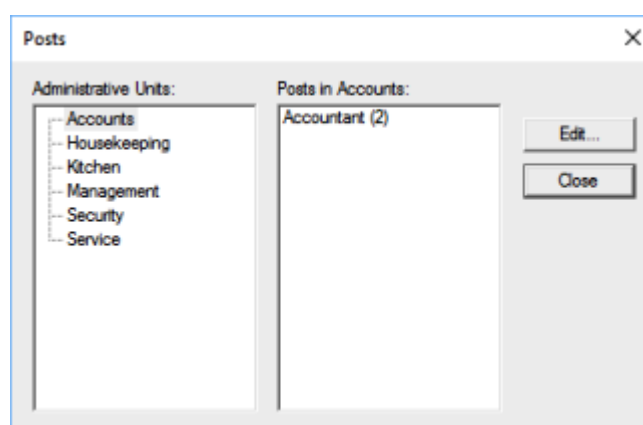 Posts
Administrative Units:
Posts in Accounts:
Accounts
Housekeeping
Kitchen
Management
Security
Service
Accountant (2)
Edit...
Close